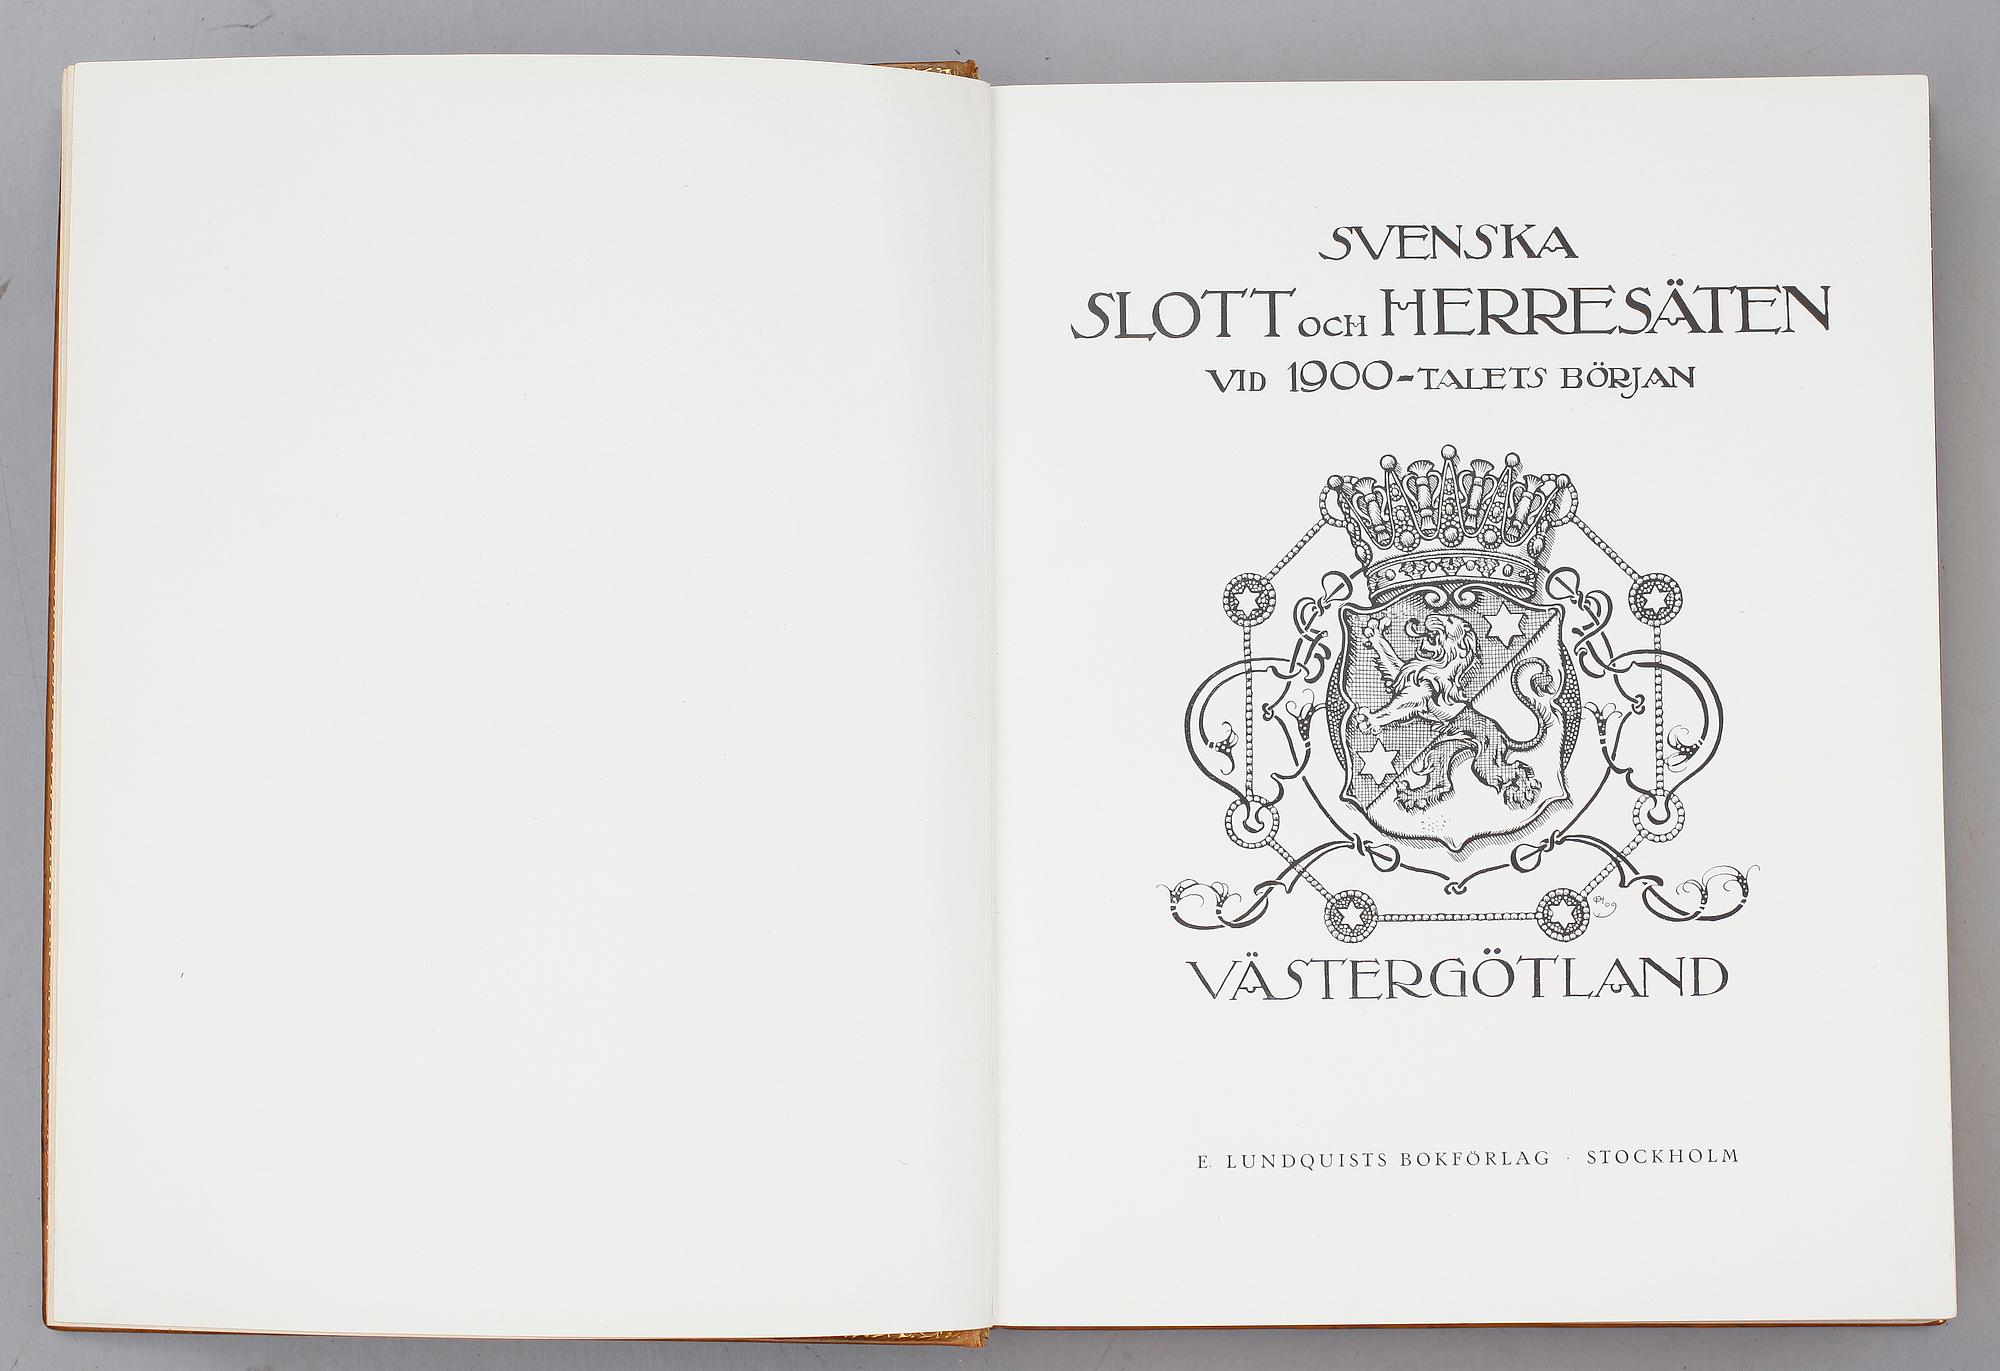 SVENSKA
SLOTT OCH HERRESÄTEN
VID 1900-TALETS BÖRJAN
VÄSTERGÖTLAND
E. LUNDQUISTS BOKFÖRLAG · STOCKHOLM